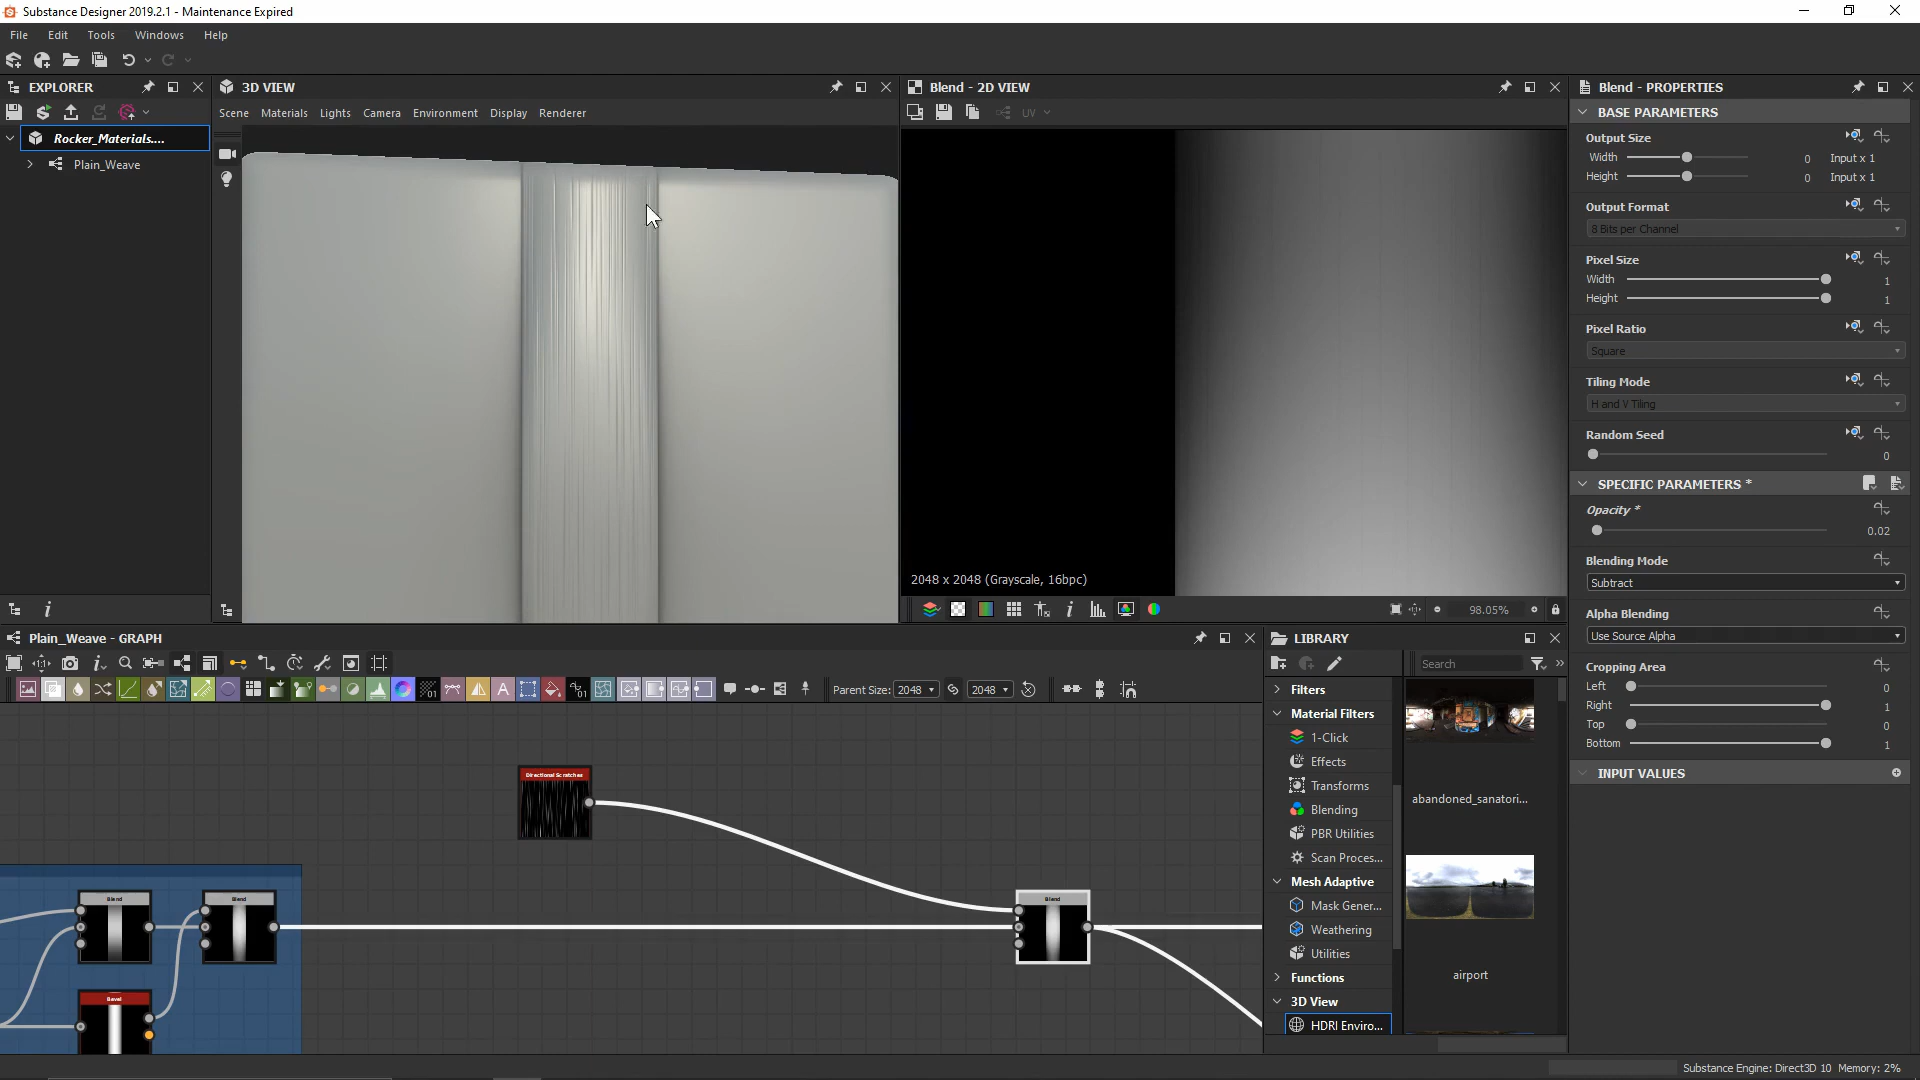 Substance Designer 2019.2.1 - Maintenance Expired
File Edit Tools Windows Help
EXPLORER
Rocker_Materials....
Plain_Weave
3D VIEW
Scene Materials Lights Camera Environment Display Renderer
Blend - 2D VIEW
UV
2048 x 2048 (Grayscale, 16bpc)
98.05%
Blend - PROPERTIES
BASE PARAMETERS
Output Size
Width 0 Input x 1
Height 0 Input x 1
Output Format
8 Bits per Channel
Pixel Size
Width 1
Height 1
Pixel Ratio
Square
Tiling Mode
H and V Tiling
Random Seed
0
SPECIFIC PARAMETERS *
Opacity *
0.02
Blending Mode
Subtract
Alpha Blending
Use Source Alpha
Cropping Area
Left 0
Right 1
Top 0
Bottom 1
INPUT VALUES
Plain_Weave - GRAPH
Parent Size: 2048 2048
Directional Scratches
Blend
Blend
Blend
Bevel
LIBRARY
Search
Filters
Material Filters
1-Click
Effects
Transforms
Blending
PBR Utilities
Scan Proces...
Mesh Adaptive
Mask Gener...
Weathering
Utilities
Functions
3D View
HDRI Enviro...
abandoned_sanatori...
airport
Substance Engine: Direct3D 10 Memory: 2%